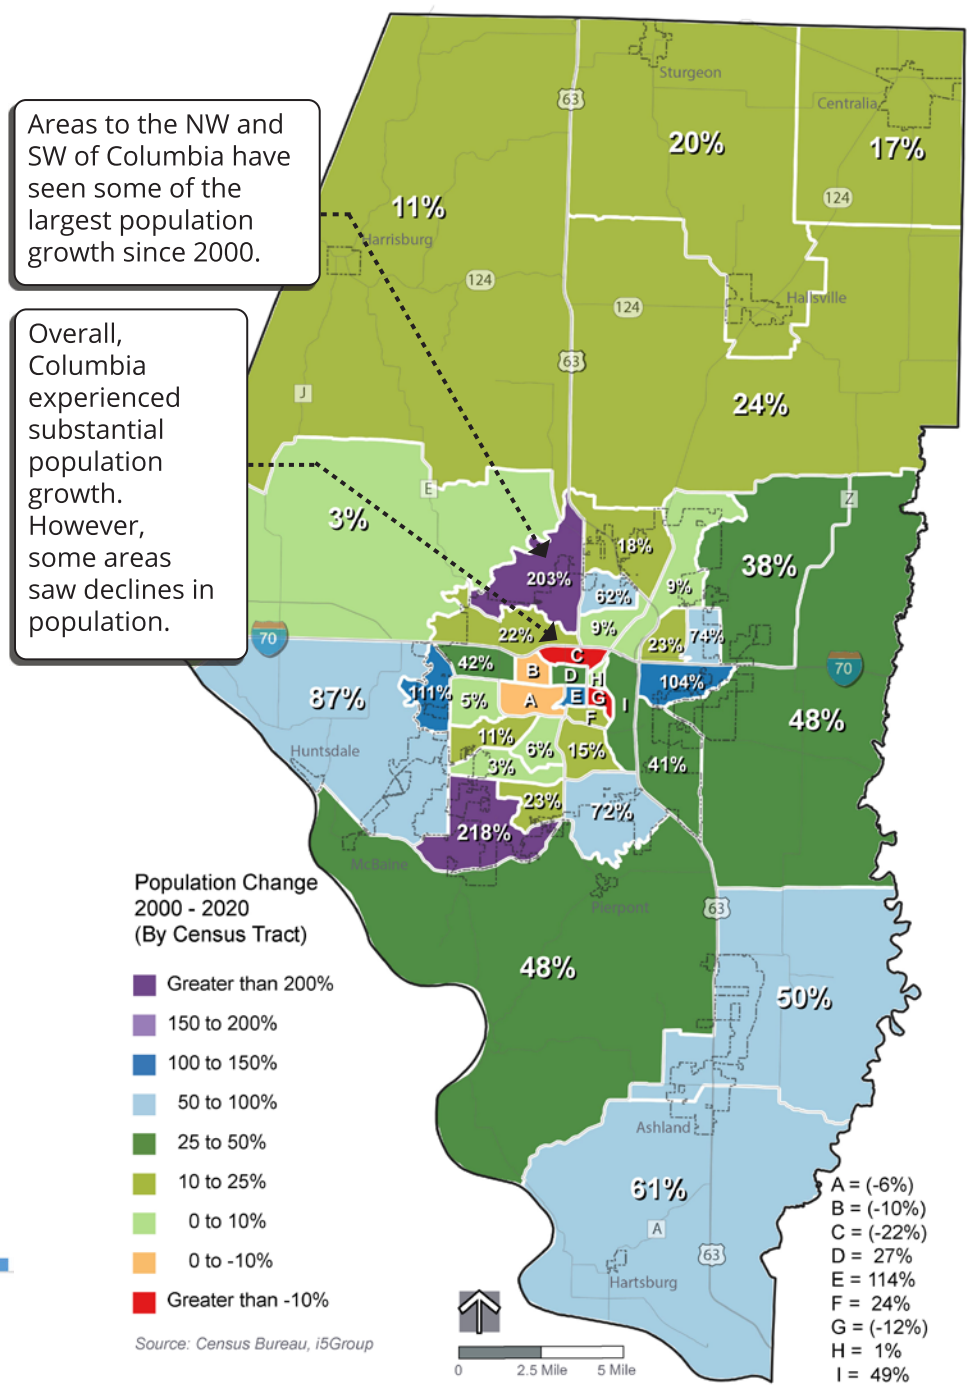 Areas to the NW and
SW of Columbia have
seen some of the
largest population
growth since 2000.
Overall,
Columbia
experienced
substantial
population
growth.
However,
some areas
saw declines in
population.
Sturgeon
63
Centralia
20%
17%
124
11%
Harrisburg
124
Hallsville
124
63
J
24%
E
Z
3%
18%
38%
203%
62%
9%
70
22%
9%
23%
74%
C
42%
B
D
H
70
87%
111%
5%
A
E
G
104%
I
F
48%
Huntsdale
11%
6%
15%
3%
41%
23%
72%
218%
McBaine
Population Change
2000 - 2020
(By Census Tract)
Pierpont
63
48%
50%
Greater than 200%
150 to 200%
100 to 150%
50 to 100%
25 to 50%
10 to 25%
0 to 10%
0 to -10%
Greater than -10%
Source: Census Bureau, i5Group
Ashland
61%
A
63
Hartsburg
0
2.5 Mile
5 Mile
A = (-6%)
B = (-10%)
C = (-22%)
D = 27%
E = 114%
F = 24%
G = (-12%)
H = 1%
I = 49%